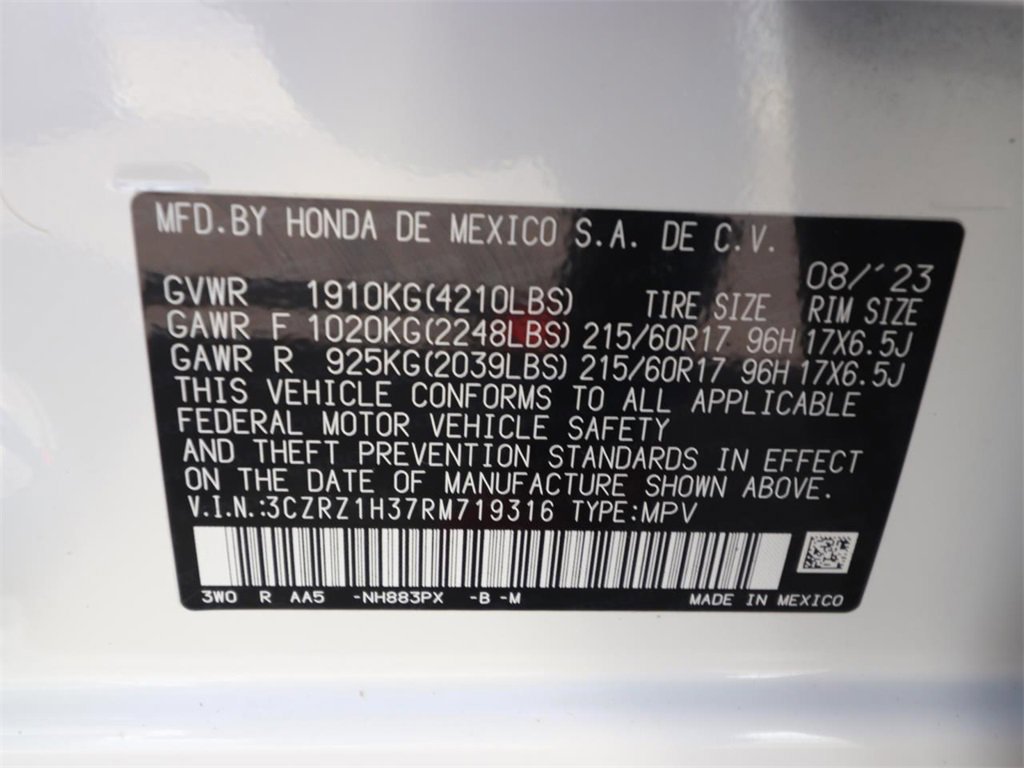 MFD.BY HONDA DE MEXICO S.A. DE C.V.
08/'23
GVWR 1910KG(4210LBS) TIRE SIZE RIM SIZE
GAWR F 1020KG(2248LBS) 215/60R17 96H 17X6.5J
GAWR R 925KG(2039LBS) 215/60R17 96H 17X6.5J
THIS VEHICLE CONFORMS TO ALL APPLICABLE
FEDERAL MOTOR VEHICLE SAFETY
AND THEFT PREVENTION STANDARDS IN EFFECT
ON THE DATE OF MANUFACTURE SHOWN ABOVE.
V.I.N.:3CZRZ1H37RM719316 TYPE:MPV
3W0 R AA5 -NH883PX -B -M MADE IN MEXICO